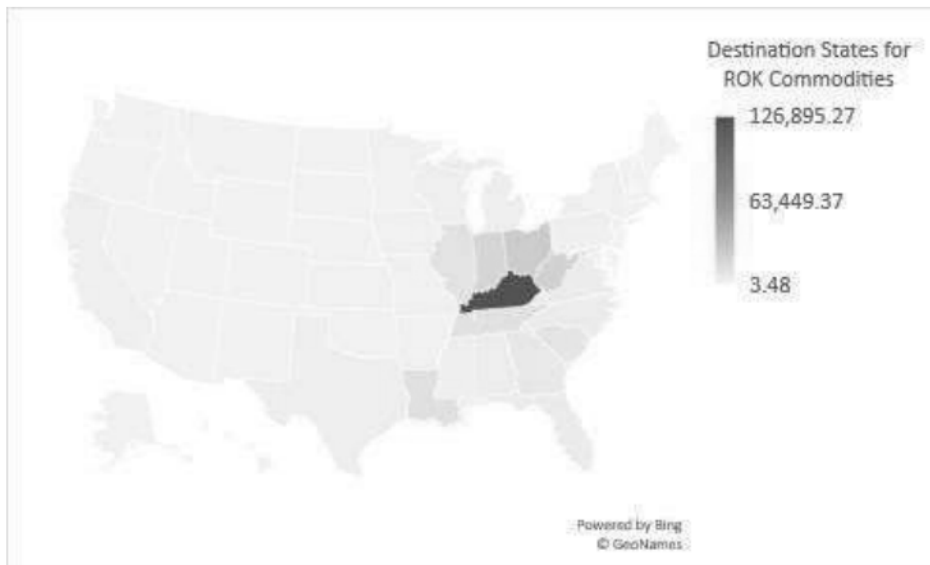 Destination States for
ROK Commodities
126,895.27
63,449.37
3.48
Powered by Bing
© GeoNames